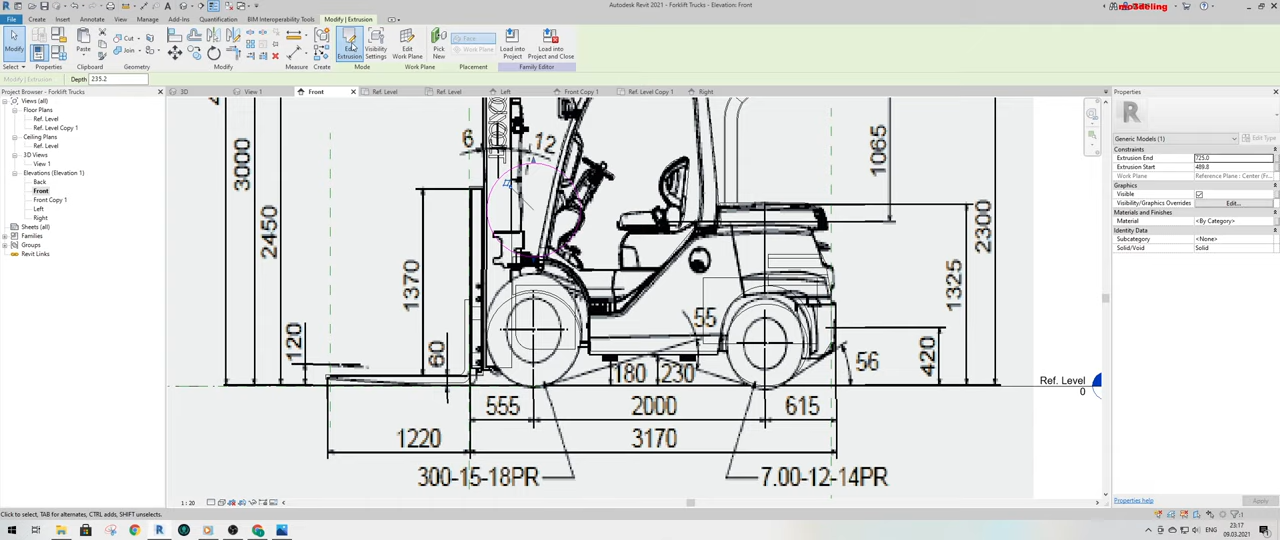 Autodesk Revit 2021 - Forklift Trucks - Elevation: Front
mo7deling
File Create Insert Annotate View Manage Add-Ins Quantification BIM Interoperability Tools Modify | Extrusion
Modify Paste Cut Join Edit Extrusion Visibility Settings Edit Work Plane Pick New Face Work Plane Load into Project Load into Project and Close
Select Properties Clipboard Geometry Modify Measure Create Mode Work Plane Placement Family Editor
Modify | Extrusion Depth 235.2
Project Browser - Forklift Trucks
3D View 1 Front Ref. Level Ref. Level Left Front Copy 1 Ref. Level Copy 1 Right
Views (all)
Floor Plans
Ref. Level
Ref. Level Copy 1
Ceiling Plans
Ref. Level
3D Views
View 1
Elevations (Elevation 1)
Back
Front
Front Copy 1
Left
Right
Sheets (all)
Families
Groups
Revit Links
3000
2450
1370
120
60
6
12
1065
2300
1325
420
55
56
180 230
555 2000 615
1220 3170
300-15-18PR 7.00-12-14PR
Ref. Level
0
Properties
Generic Models (1) Edit Type
Constraints
Extrusion End 725.0
Extrusion Start 489.8
Work Plane Reference Plane : Center (Fr...
Graphics
Visible
Visibility/Graphics Overrides Edit...
Materials and Finishes
Material <By Category>
Identity Data
Subcategory <None>
Solid/Void Solid
Properties help Apply
1 : 20
Click to select, TAB for alternates, CTRL adds, SHIFT unselects.
:1
ENG
23:17
09.03.2021